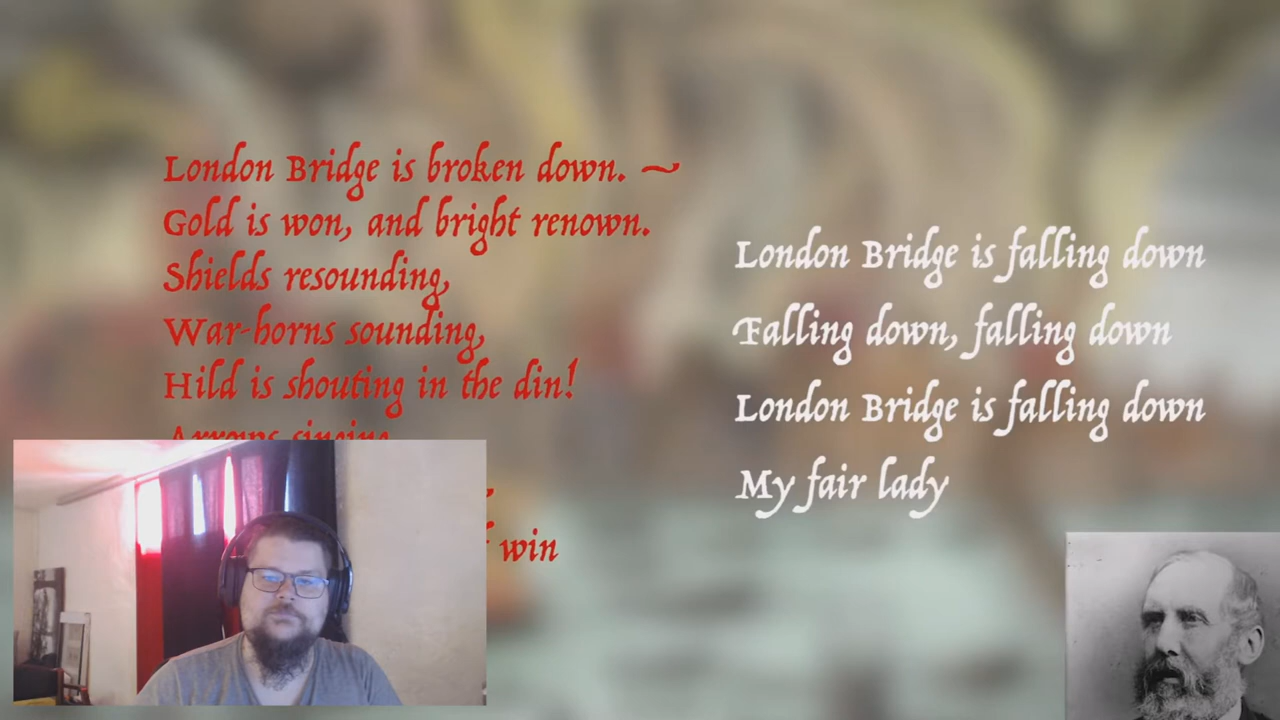 London Bridge is broken down. ~
Gold is won, and bright renown.
Shields resounding,
War-horns sounding,
Hild is shouting in the din!
Arrows singing
win
London Bridge is falling down
Falling down, falling down
London Bridge is falling down
My fair lady